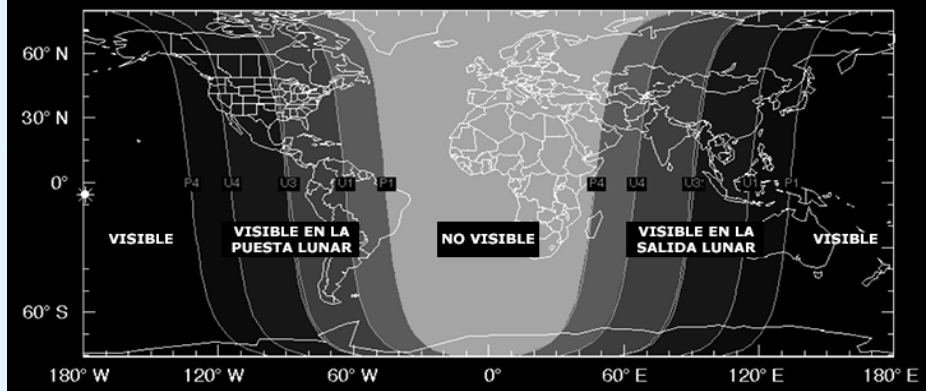 60° N
30° N
0°
P4 U4 U3 U1 P1 P4 U4 U3 U1 P1
VISIBLE
VISIBLE EN LA
PUESTA LUNAR
NO VISIBLE
VISIBLE EN LA
SALIDA LUNAR
VISIBLE
60° S
180° W 120° W 60° W 0° 60° E 120° E 180° E